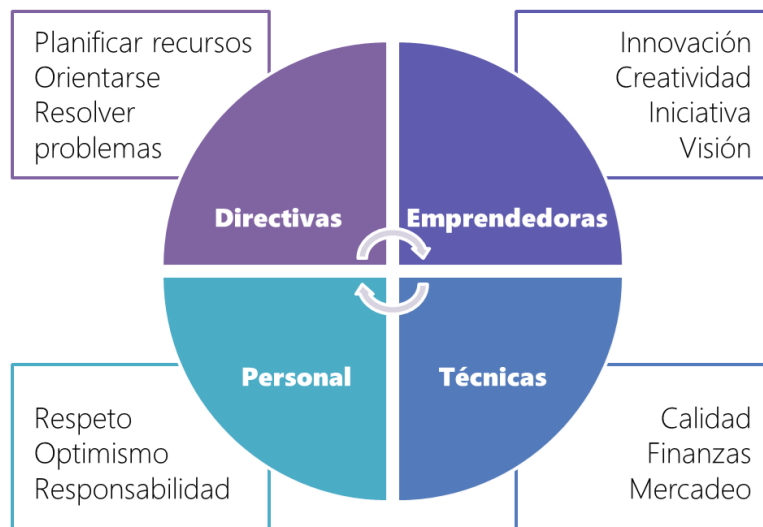 Planificar recursos
Orientarse
Resolver
problemas
Innovación
Creatividad
Iniciativa
Visión
Directivas
Emprendedoras
Personal
Técnicas
Respeto
Optimismo
Responsabilidad
Calidad
Finanzas
Mercadeo